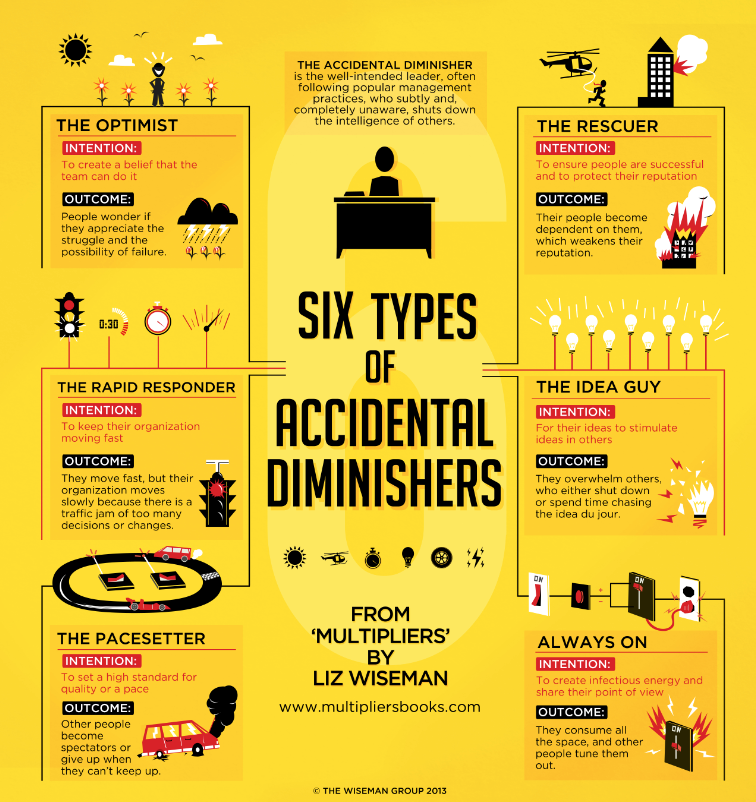 THE ACCIDENTAL DIMINISHER
is the well-intended leader, often
following popular management
practices, who subtly and,
completely unaware, shuts down
the intelligence of others.
THE OPTIMIST
INTENTION:
To create a belief that the
team can do it
OUTCOME:
People wonder if
they appreciate the
struggle and the
possibility of failure.
THE RESCUER
INTENTION:
To ensure people are successful
and to protect their reputation
OUTCOME:
Their people become
dependent on them,
which weakens their
reputation.
SIX TYPES
OF
ACCIDENTAL
DIMINISHERS
0:30
THE RAPID RESPONDER
INTENTION:
To keep their organization
moving fast
OUTCOME:
They move fast, but their
organization moves
slowly because there is a
traffic jam of too many
decisions or changes.
THE IDEA GUY
INTENTION:
For their ideas to stimulate
ideas in others
OUTCOME:
They overwhelm others,
who either shut down
or spend time chasing
the idea du jour.
THE PACESETTER
INTENTION:
To set a high standard for
quality or a pace
OUTCOME:
Other people
become
spectators or
give up when
they can't keep up.
FROM
'MULTIPLIERS'
BY
LIZ WISEMAN
www.multipliersbooks.com
ON
ON
ALWAYS ON
INTENTION:
To create infectious energy and
share their point of view
OUTCOME:
They consume all
the space, and other
people tune them
out.
ON
© THE WISEMAN GROUP 2013